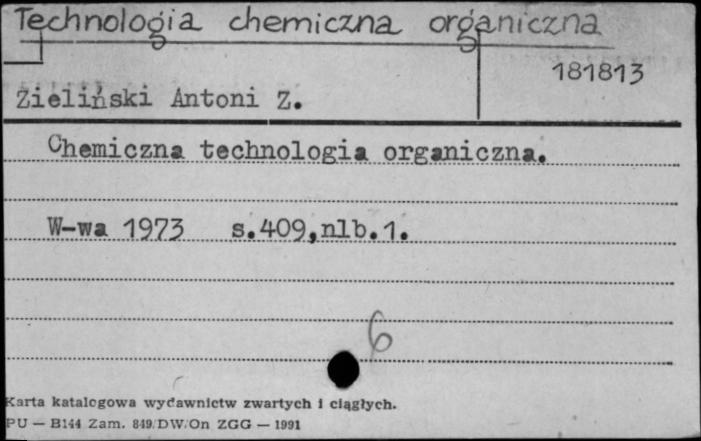 Technologia chemiczna organiczna
181813
Zieliński Antoni Z.
Chemiczna technologia organiczna.
W-wa 1973 s.409,nlb.1.
6
Karta katalogowa wydawnictw zwartych i ciągłych.
PU — B144 Zam. 849/DW/On ZGG — 1991